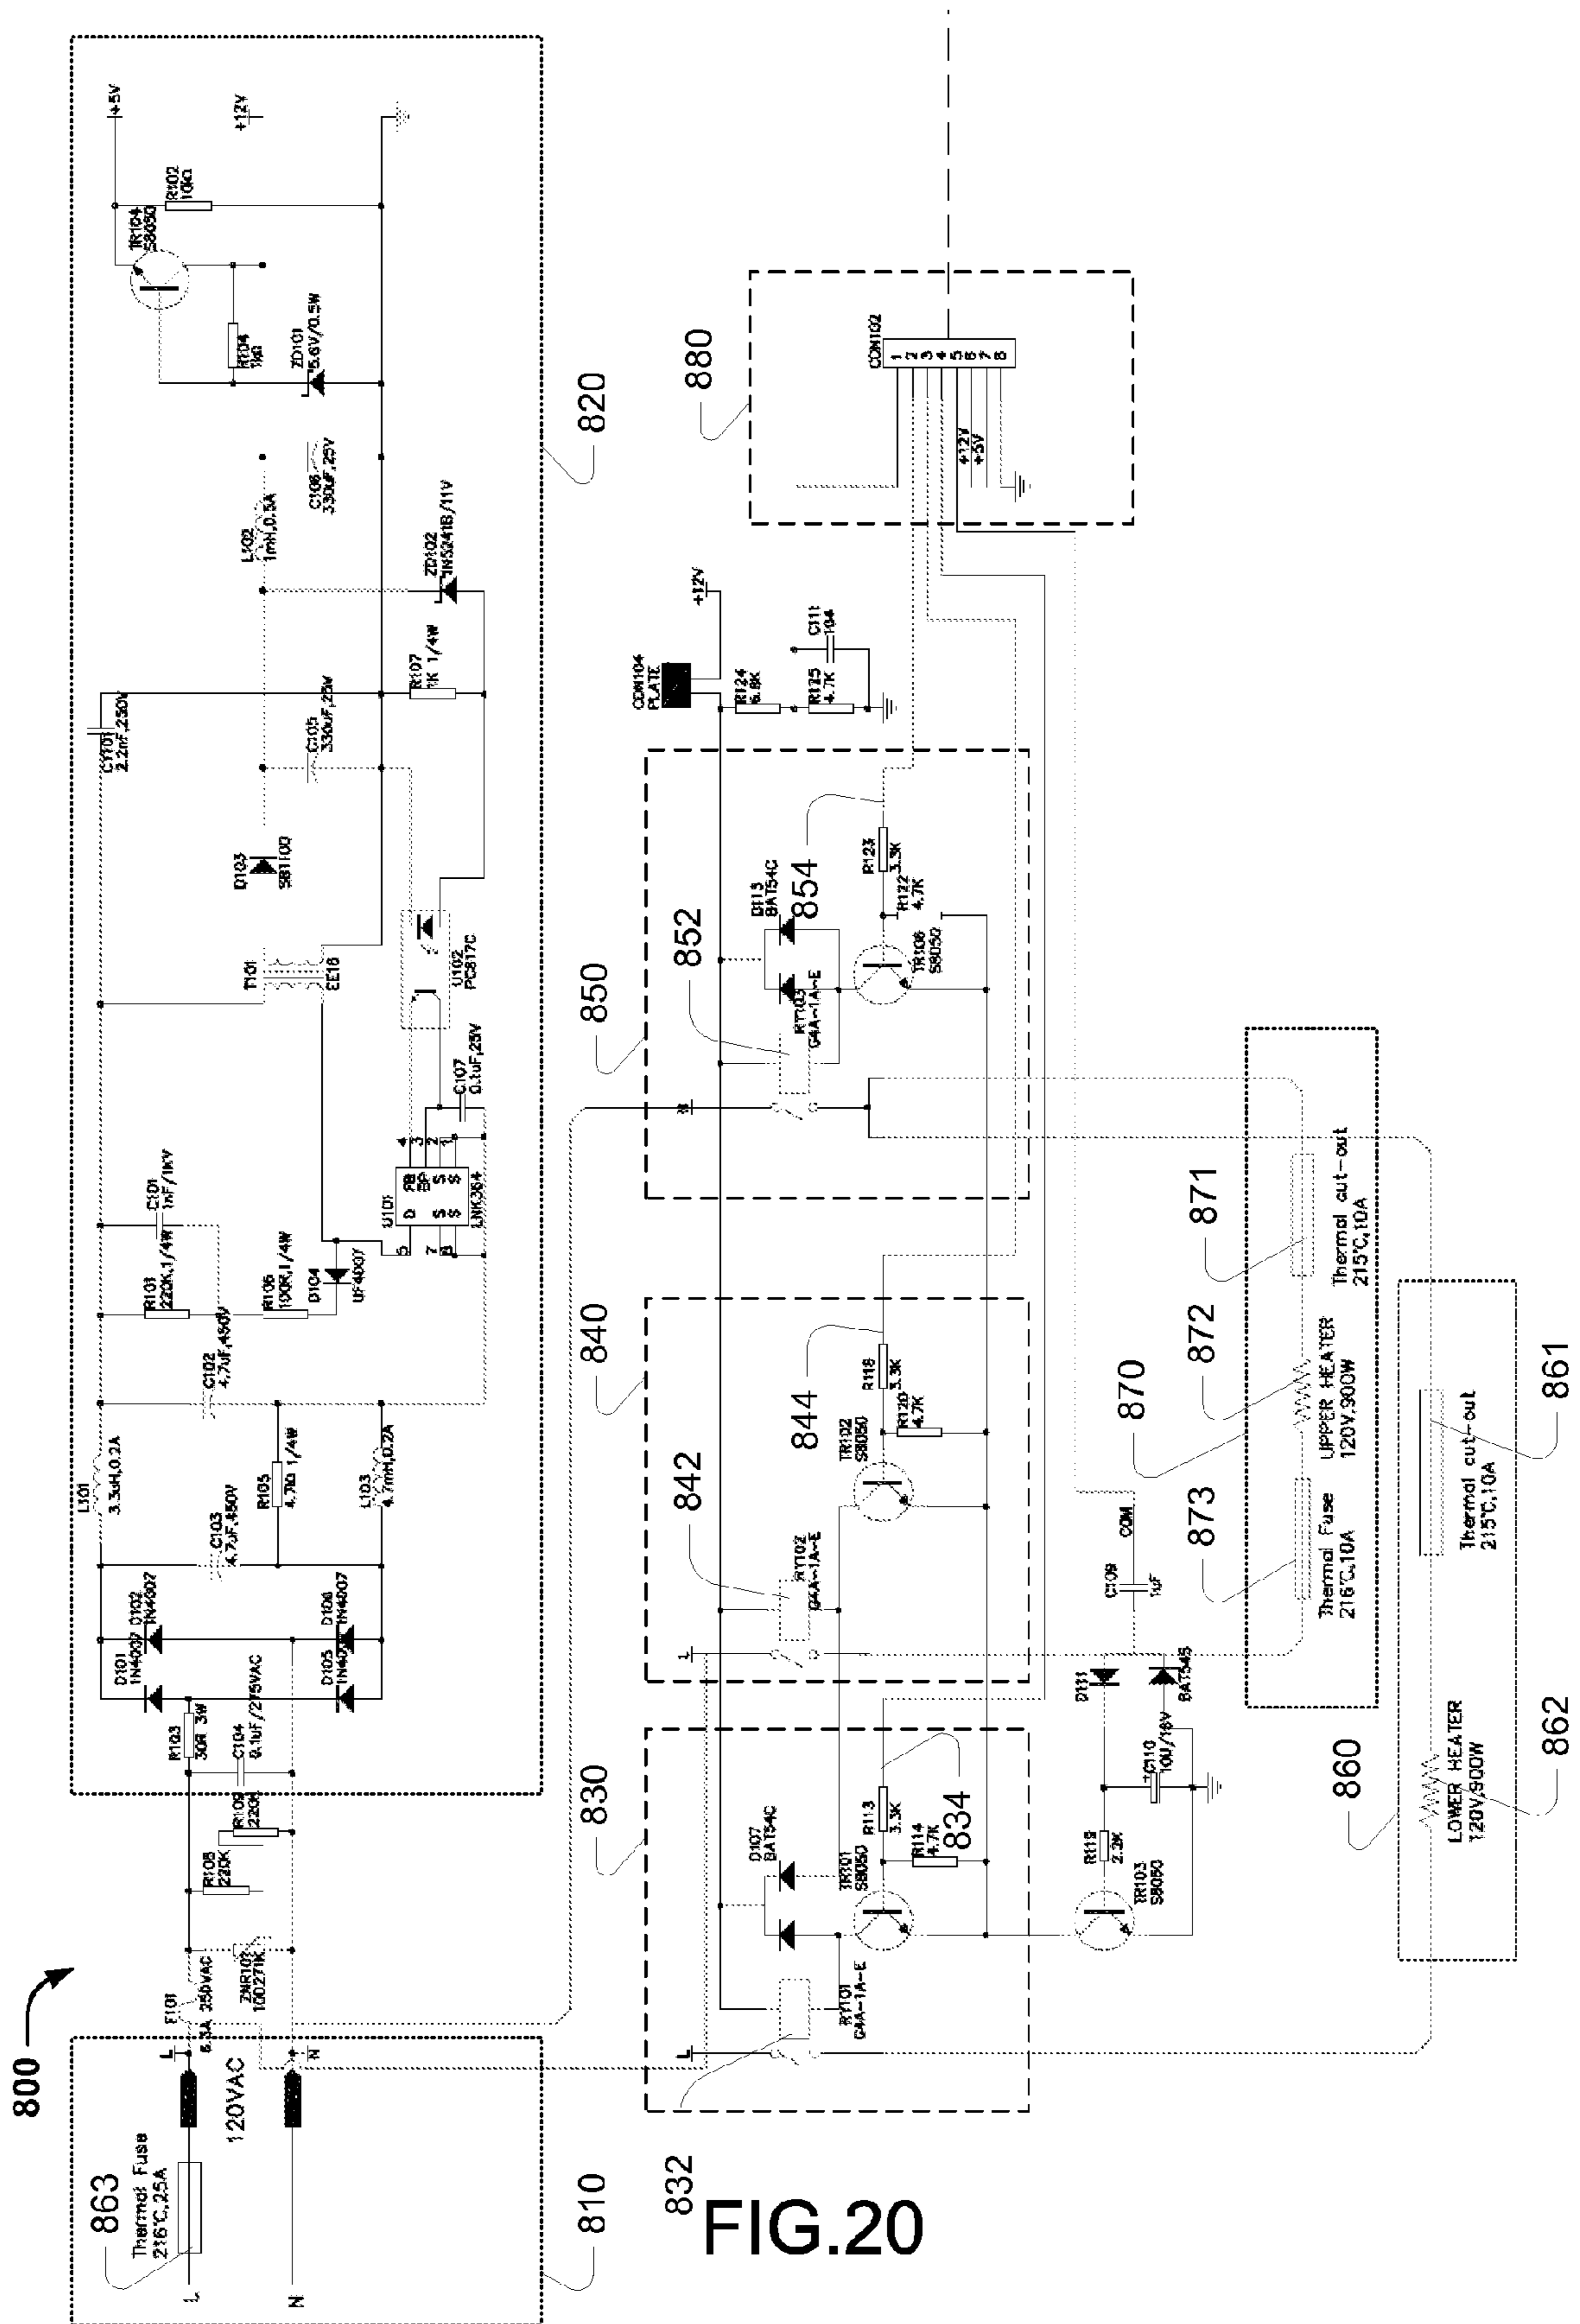 800
863
Thermal Fuse
216°C,25A
L
N
120VAC
L
N
810
F101
6.3A 250VAC
ZNR101
10D271K
R108
220K
R109
220K
C104
0.1uF/275VAC
R103
30R 3W
D101
1N4007
D102
1N4007
D105
1N4007
D106
1N4007
L101
C103
4.7uF,450V
R105
L103
4.7mH,0.2A
C102
4.7uF,450V
R101
220K,1/4W
C101
1nF/1KV
R106
100R,1/4W
D104
UF4007
U101
LNK364
D
FB
BP
S
S
S
S
5
7
8
4
3
2
1
C107
0.1uF,25V
U102
PC817C
T101
EE16
D103
SB1100
CY101
2.2nF,250V
C105
330uF,25V
R107
1K 1/4W
ZD102
1N5241B/11V
L102
1mH,0.5A
C106
330uF,25V
ZD101
5.6V/0.5W
R104
1kΩ
TR104
S8050
R102
10kΩ
+5V
+12V
820
830
832
834
L
RY101
G4A-1A-E
D107
BAT54C
TR101
S8050
R113
3.3K
R114
4.7K
TR103
S8050
R119
2.2K
C110
10U/16V
D111
BAT54S
C109
1uF
COM
840
842
844
L
RY102
G4A-1A-E
TR102
S8050
R118
3.3K
R120
4.7K
850
852
854
N
RY103
G4A-1A-E
D113
BAT54C
TR106
S8050
R123
3.3K
R122
4.7K
CON104
PLATE
+12V
R124
6.8K
R125
4.7K
C111
104
880
CON102
1
2
3
4
5
6
7
8
+12V
+5V
870
873
Thermal Fuse
216°C,10A
872
UPPER HEATER
120V,900W
871
Thermal cut-out
215°C,10A
860
862
LOWER HEATER
120V,900W
861
Thermal cut-out
215°C,10A
FIG.20